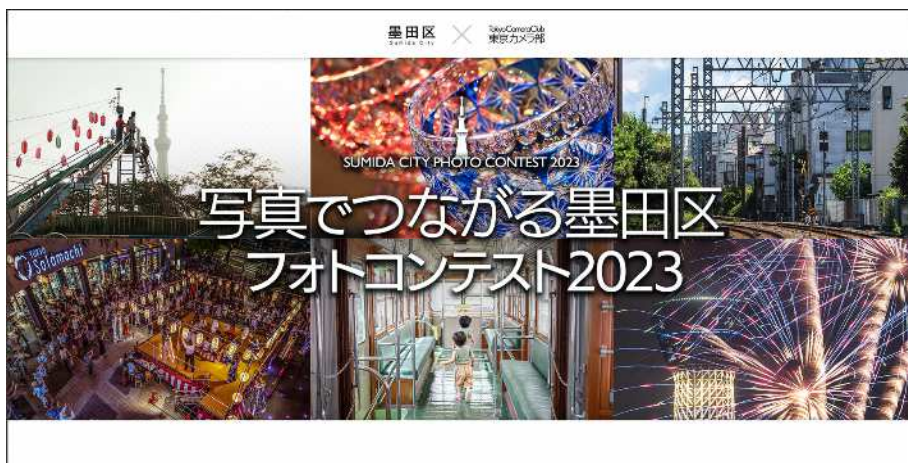 墨田区
Sumida City
TokyoCameraClub
東京カメラ部
SUMIDA CITY PHOTO CONTEST 2023
写真でつながる墨田区
フォトコンテスト2023
TOKYO
Solamachi